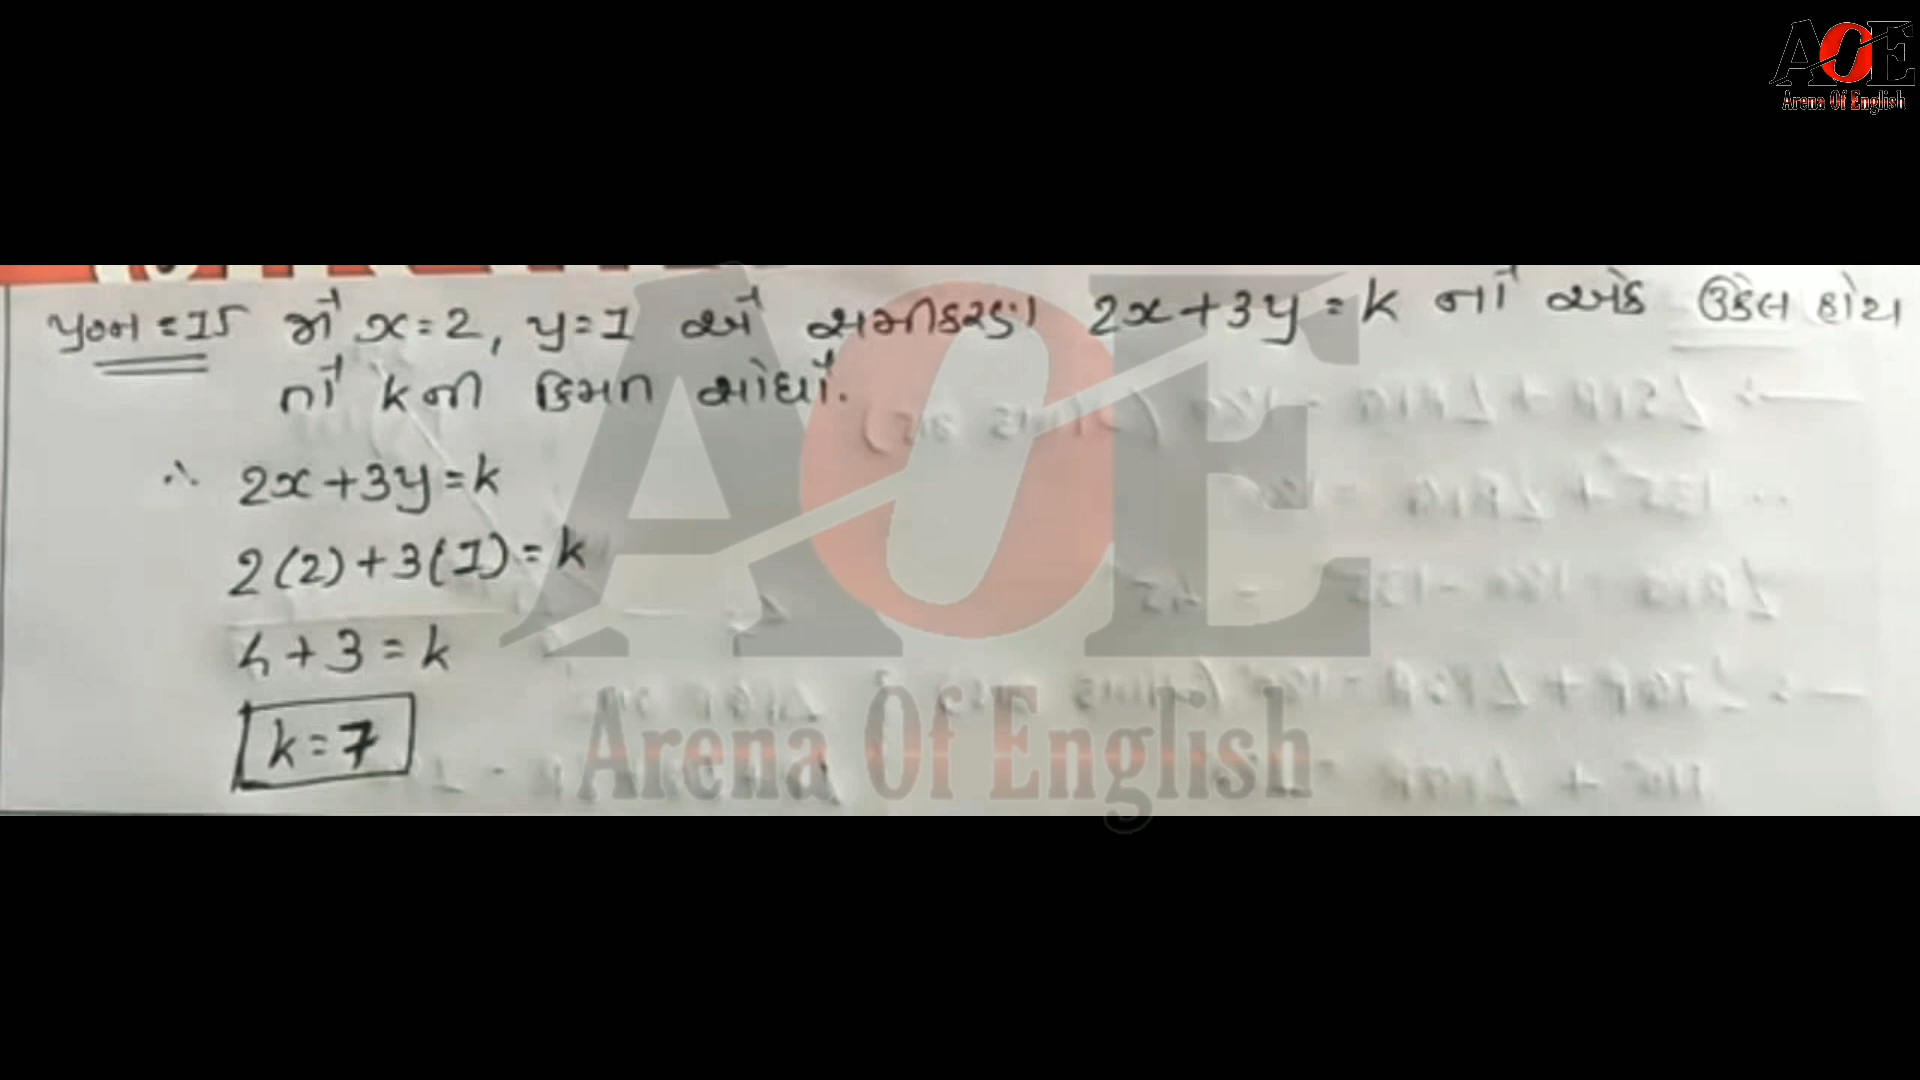 AOE
Arena Of English
પ્રશ્ન = 15 જો x = 2, y = 1 એ સમીકરણ 2x + 3y = k નો એક ઉકેલ હોય
તો k ની કિંમત શોધો.
∴ 2x + 3y = k
2(2) + 3(1) = k
4 + 3 = k
k = 7
AOE
Arena Of English